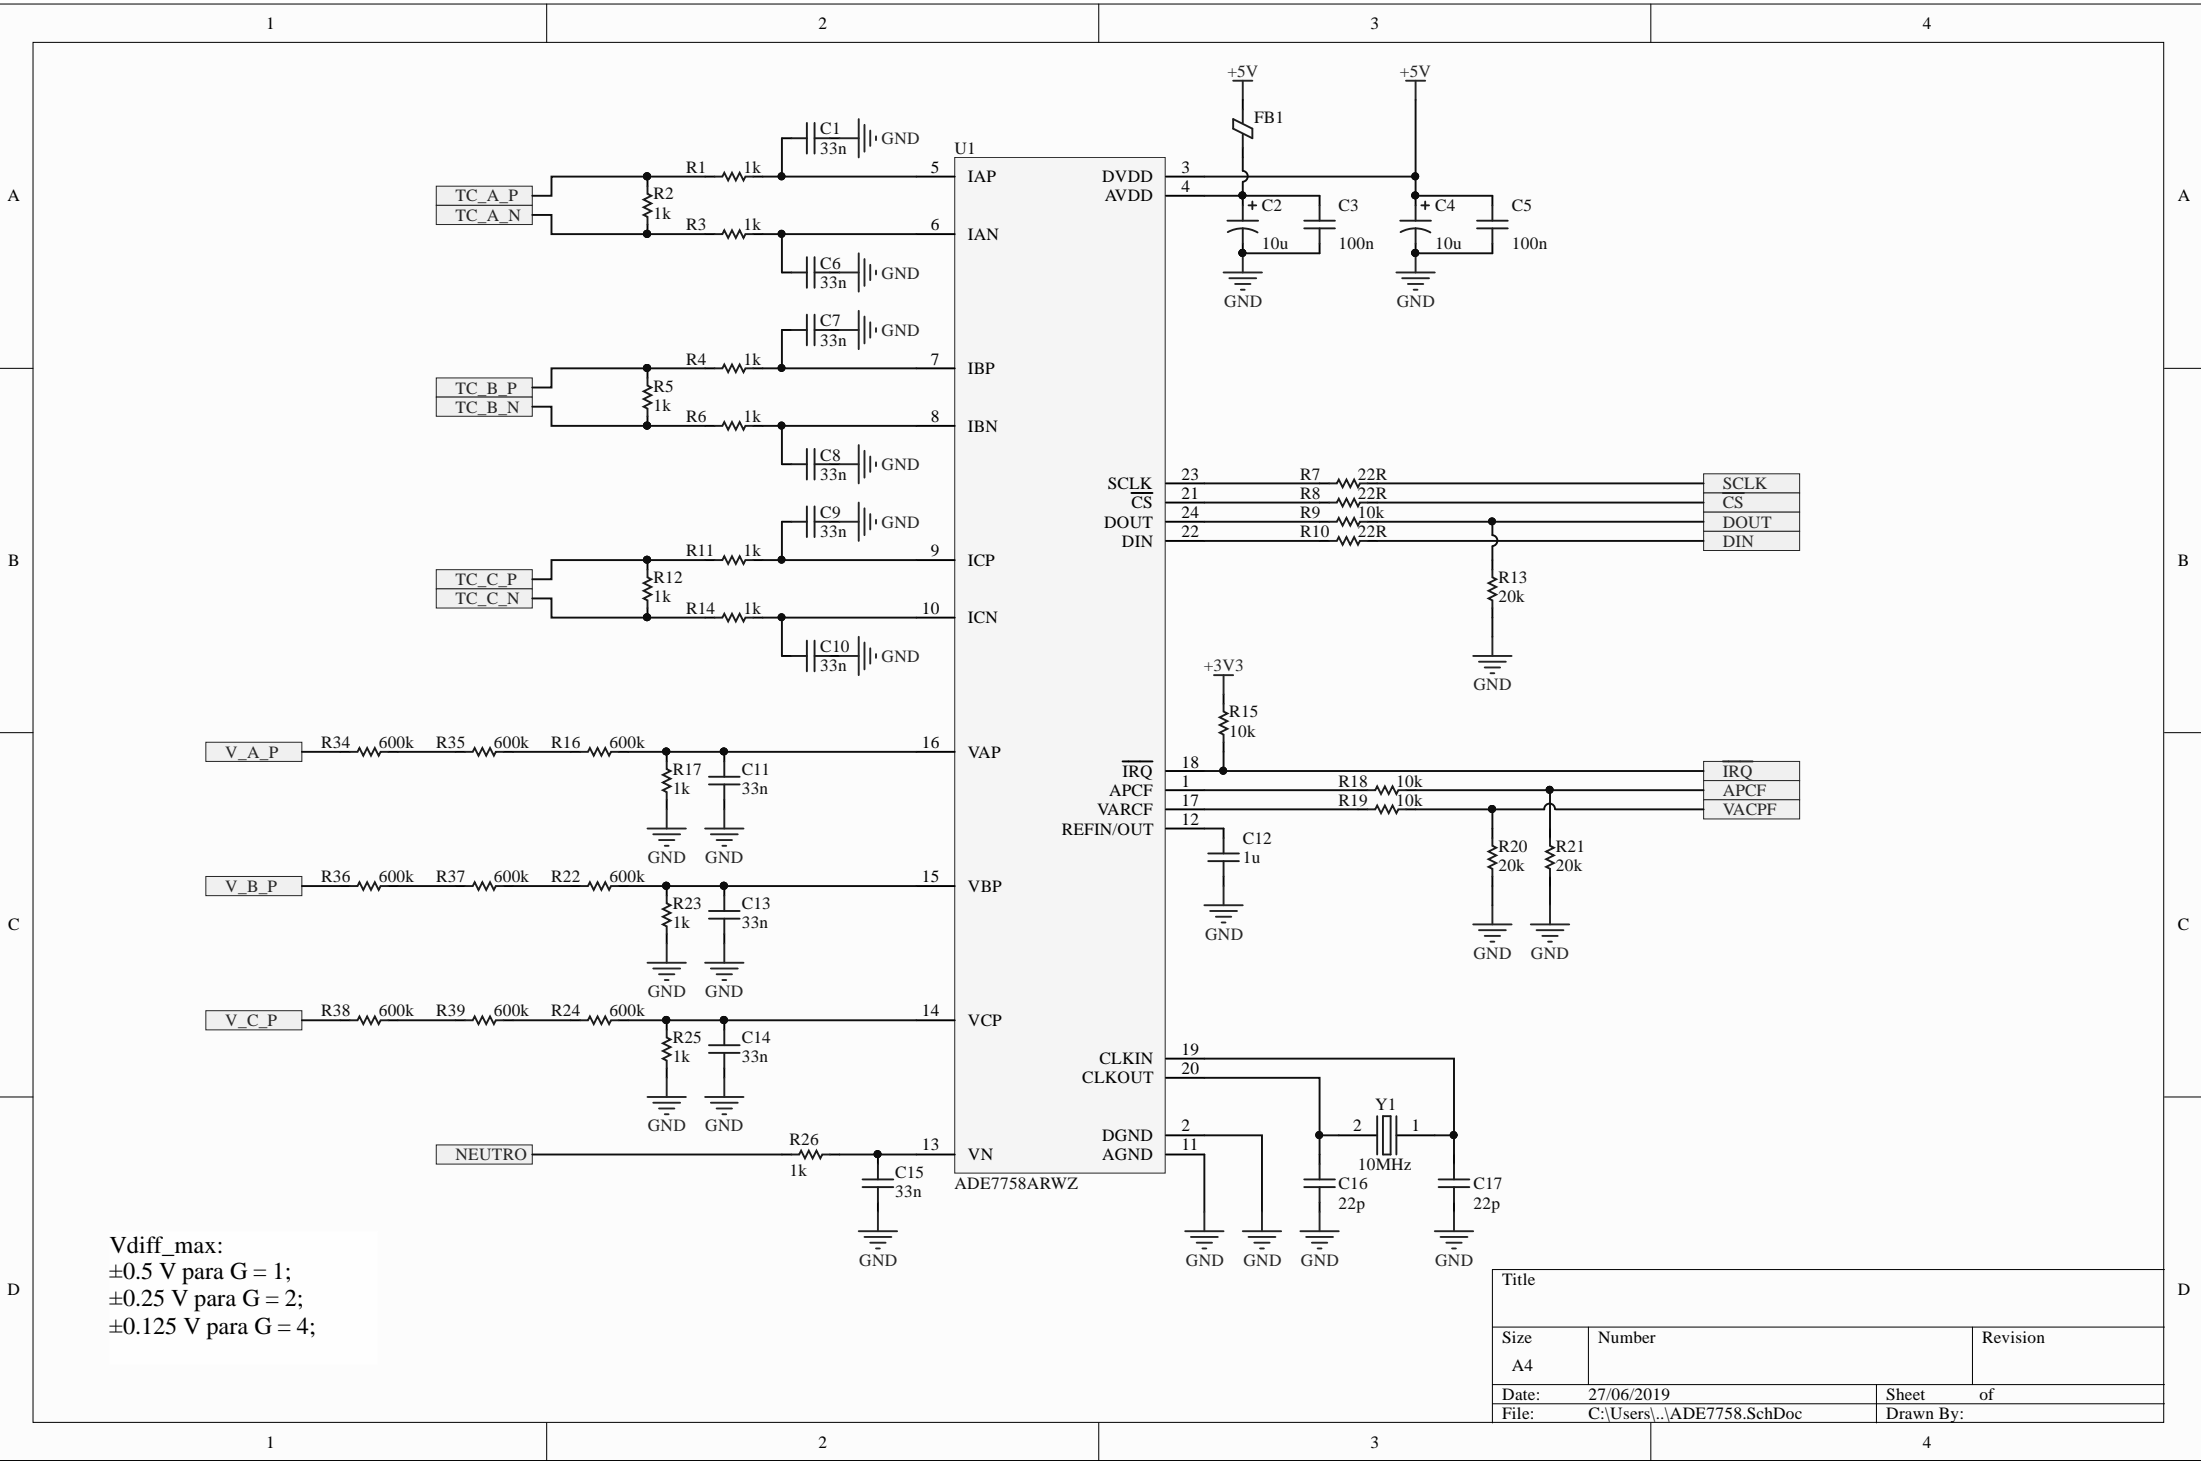 1 2 3 4
A
B
C
D
A
B
C
D
1 2 3 4
TC_A_P
TC_A_N
R1 1k
R2
1k
R3 1k
C1
33n
GND
C6
33n
GND
TC_B_P
TC_B_N
R4 1k
R5
1k
R6 1k
C7
33n
GND
C8
33n
GND
TC_C_P
TC_C_N
R11 1k
R12
1k
R14 1k
C9
33n
GND
C10
33n
GND
V_A_P
R34 600k R35 600k R16 600k
R17
1k
C11
33n
GND GND
V_B_P
R36 600k R37 600k R22 600k
R23
1k
C13
33n
GND GND
V_C_P
R38 600k R39 600k R24 600k
R25
1k
C14
33n
GND GND
NEUTRO
R26
1k
C15
33n
GND
U1
5 IAP
6 IAN
7 IBP
8 IBN
9 ICP
10 ICN
16 VAP
15 VBP
14 VCP
13 VN
DVDD 3
AVDD 4
SCLK 23
CS 21
DOUT 24
DIN 22
IRQ 18
APCF 1
VARCF 17
REFIN/OUT 12
CLKIN 19
CLKOUT 20
DGND 2
AGND 11
ADE7758ARWZ
+5V
FB1
+ C2
10u
C3
100n
GND
+5V
+ C4
10u
C5
100n
GND
R7 22R
R8 22R
R9 10k
R10 22R
SCLK
CS
DOUT
DIN
R13
20k
GND
+3V3
R15
10k
R18 10k
R19 10k
IRQ
APCF
VACPF
C12
1u
GND
R20
20k
R21
20k
GND GND
Y1
2 1
10MHz
C16
22p
C17
22p
GND GND GND GND
Vdiff_max:
±0.5 V para G = 1;
±0.25 V para G = 2;
±0.125 V para G = 4;
Title
Size Number Revision
A4
Date: 27/06/2019 Sheet of
File: C:\Users\..\ADE7758.SchDoc Drawn By: